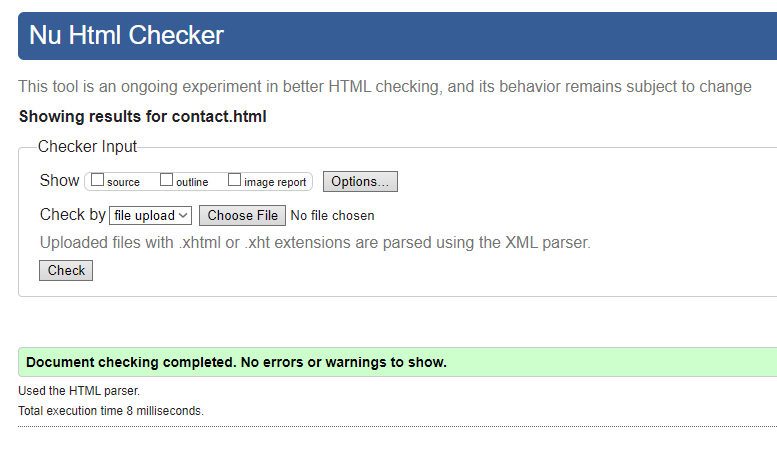 Nu Html Checker
This tool is an ongoing experiment in better HTML checking, and its behavior remains subject to change
Showing results for contact.html
Checker Input
Show source outline image report Options...
Check by file upload Choose File No file chosen
Uploaded files with .xhtml or .xht extensions are parsed using the XML parser.
Check
Document checking completed. No errors or warnings to show.
Used the HTML parser.
Total execution time 8 milliseconds.